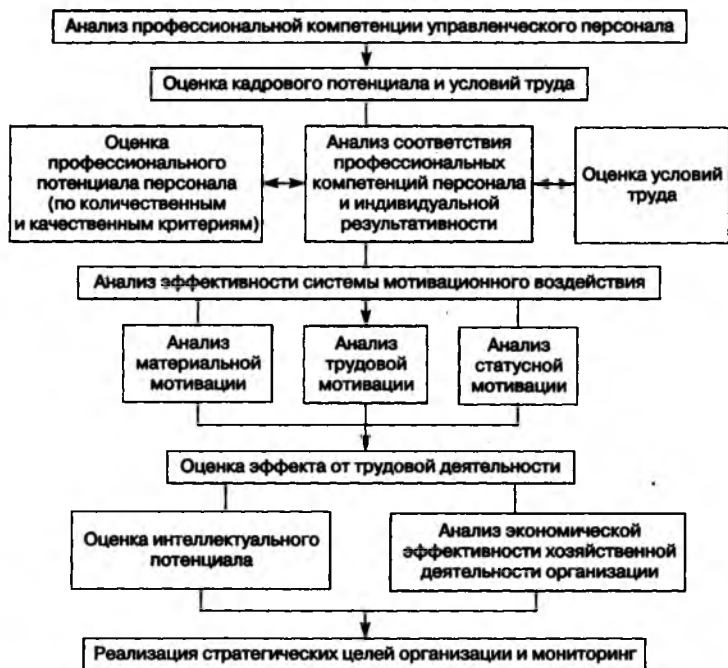 Анализ профессиональной компетенции управленческого персонала
Оценка кадрового потенциала и условий труда
Оценка
профессионального
потенциала персонала
(по количественным
и качественным критериям)
Анализ соответствия
профессиональных
компетенций персонала
и индивидуальной
результативности
Оценка условий
труда
Анализ эффективности системы мотивационного воздействия
Анализ
материальной
мотивации
Анализ
трудовой
мотивации
Анализ
статусной
мотивации
Оценка эффекта от трудовой деятельности
Оценка интеллектуального
потенциала
Анализ экономической
эффективности хозяйственной
деятельности организации
Реализация стратегических целей организации и мониторинг